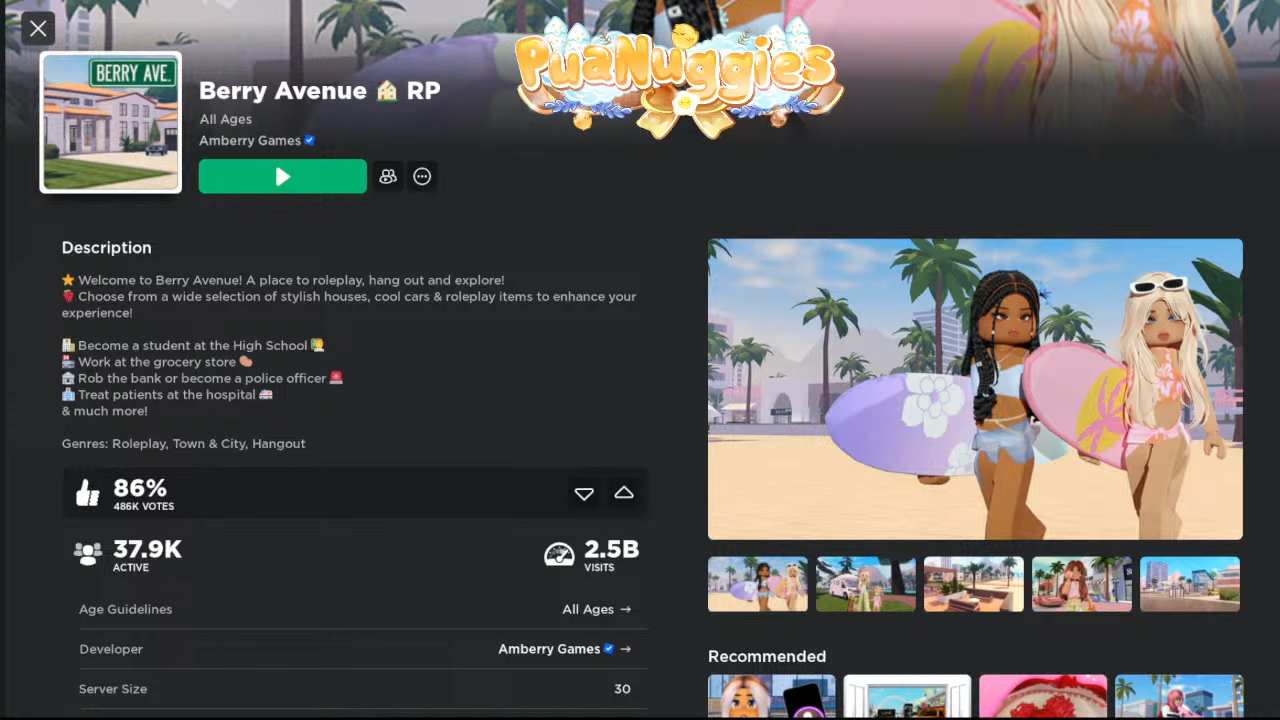 PuaNuggies
BERRY AVE.
Berry Avenue 🏠 RP
All Ages
Amberry Games
Description
⭐ Welcome to Berry Avenue! A place to roleplay, hang out and explore!
🍓 Choose from a wide selection of stylish houses, cool cars & roleplay items to enhance your
experience!
🏫 Become a student at the High School 🧑‍🏫
🏪 Work at the grocery store 🥔
🏦 Rob the bank or become a police officer 🚨
🏥 Treat patients at the hospital 🚑
& much more!
Genres: Roleplay, Town & City, Hangout
86%
486K VOTES
37.9K
ACTIVE
2.5B
VISITS
Age Guidelines
All Ages →
Developer
Amberry Games →
Server Size
30
Recommended